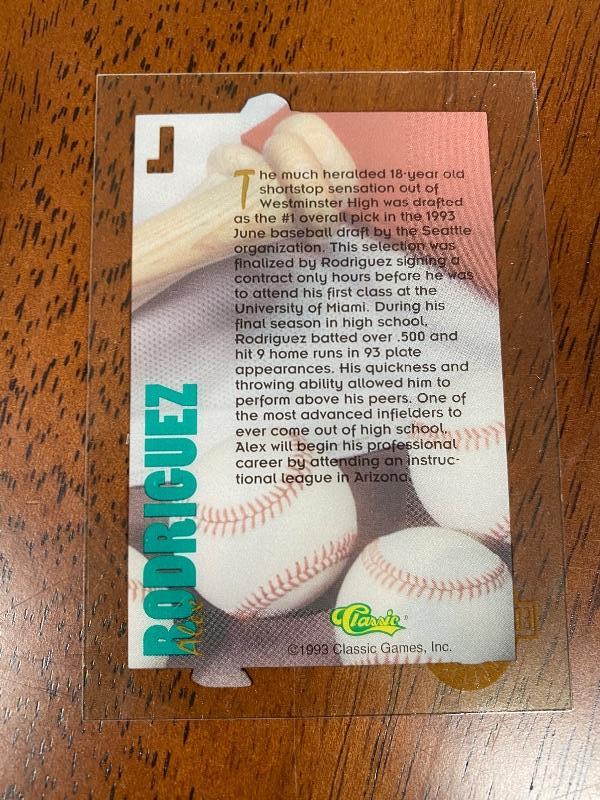 The much heralded 18-year old
shortstop sensation out of
Westminster High was drafted
as the #1 overall pick in the 1993
June baseball draft by the Seattle
organization. This selection was
finalized by Rodriguez signing a
contract only hours before he was
to attend his first class at the
University of Miami. During his
final season in high school,
Rodriguez batted over .500 and
hit 9 home runs in 93 plate
appearances. His quickness and
throwing ability allowed him to
perform above his peers. One of
the most advanced infielders to
ever come out of high school,
Alex will begin his professional
career by attending an instruc-
tional league in Arizona.
Alex
RODRIGUEZ
Classic®
©1993 Classic Games, Inc.